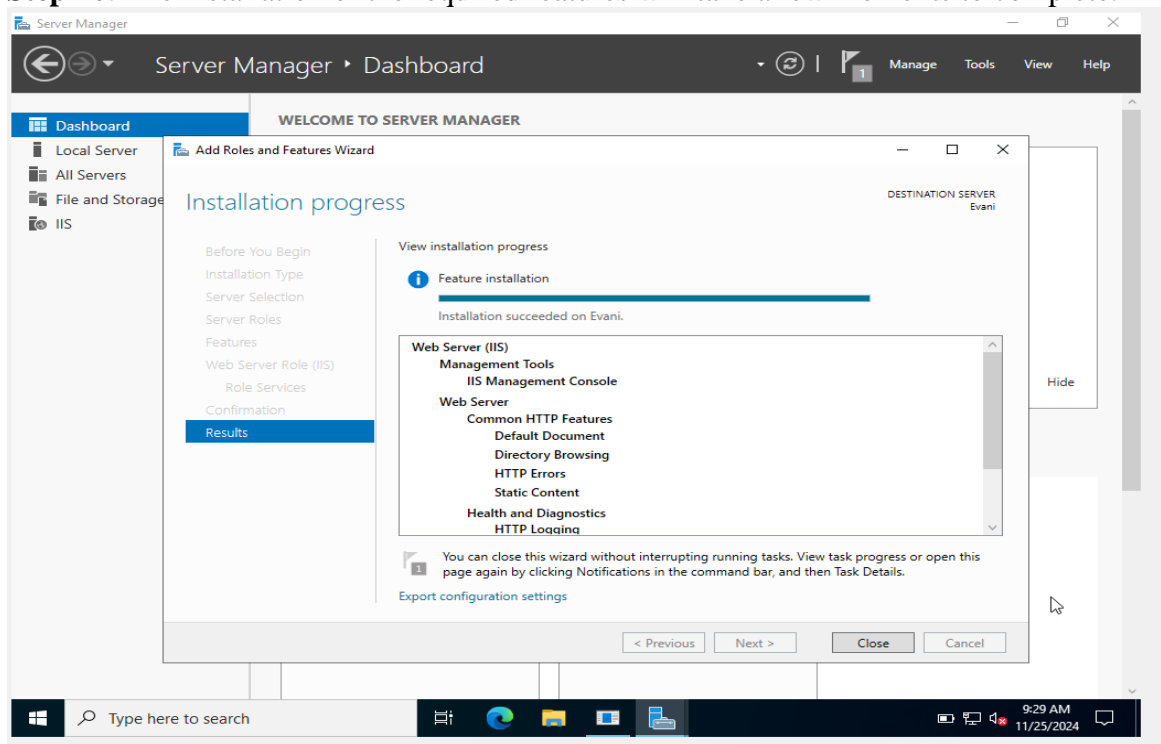 Server Manager
Server Manager • Dashboard
1 Manage Tools View Help
Dashboard
Local Server
All Servers
File and Storage
IIS
WELCOME TO SERVER MANAGER
Add Roles and Features Wizard
Installation progress
DESTINATION SERVER
Evani
Before You Begin
Installation Type
Server Selection
Server Roles
Features
Web Server Role (IIS)
Role Services
Confirmation
Results
View installation progress
Feature installation
Installation succeeded on Evani.
Web Server (IIS)
Management Tools
IIS Management Console
Web Server
Common HTTP Features
Default Document
Directory Browsing
HTTP Errors
Static Content
Health and Diagnostics
HTTP Logging
1
You can close this wizard without interrupting running tasks. View task progress or open this
page again by clicking Notifications in the command bar, and then Task Details.
Export configuration settings
< Previous Next > Close Cancel
Hide
Type here to search
9:29 AM
11/25/2024